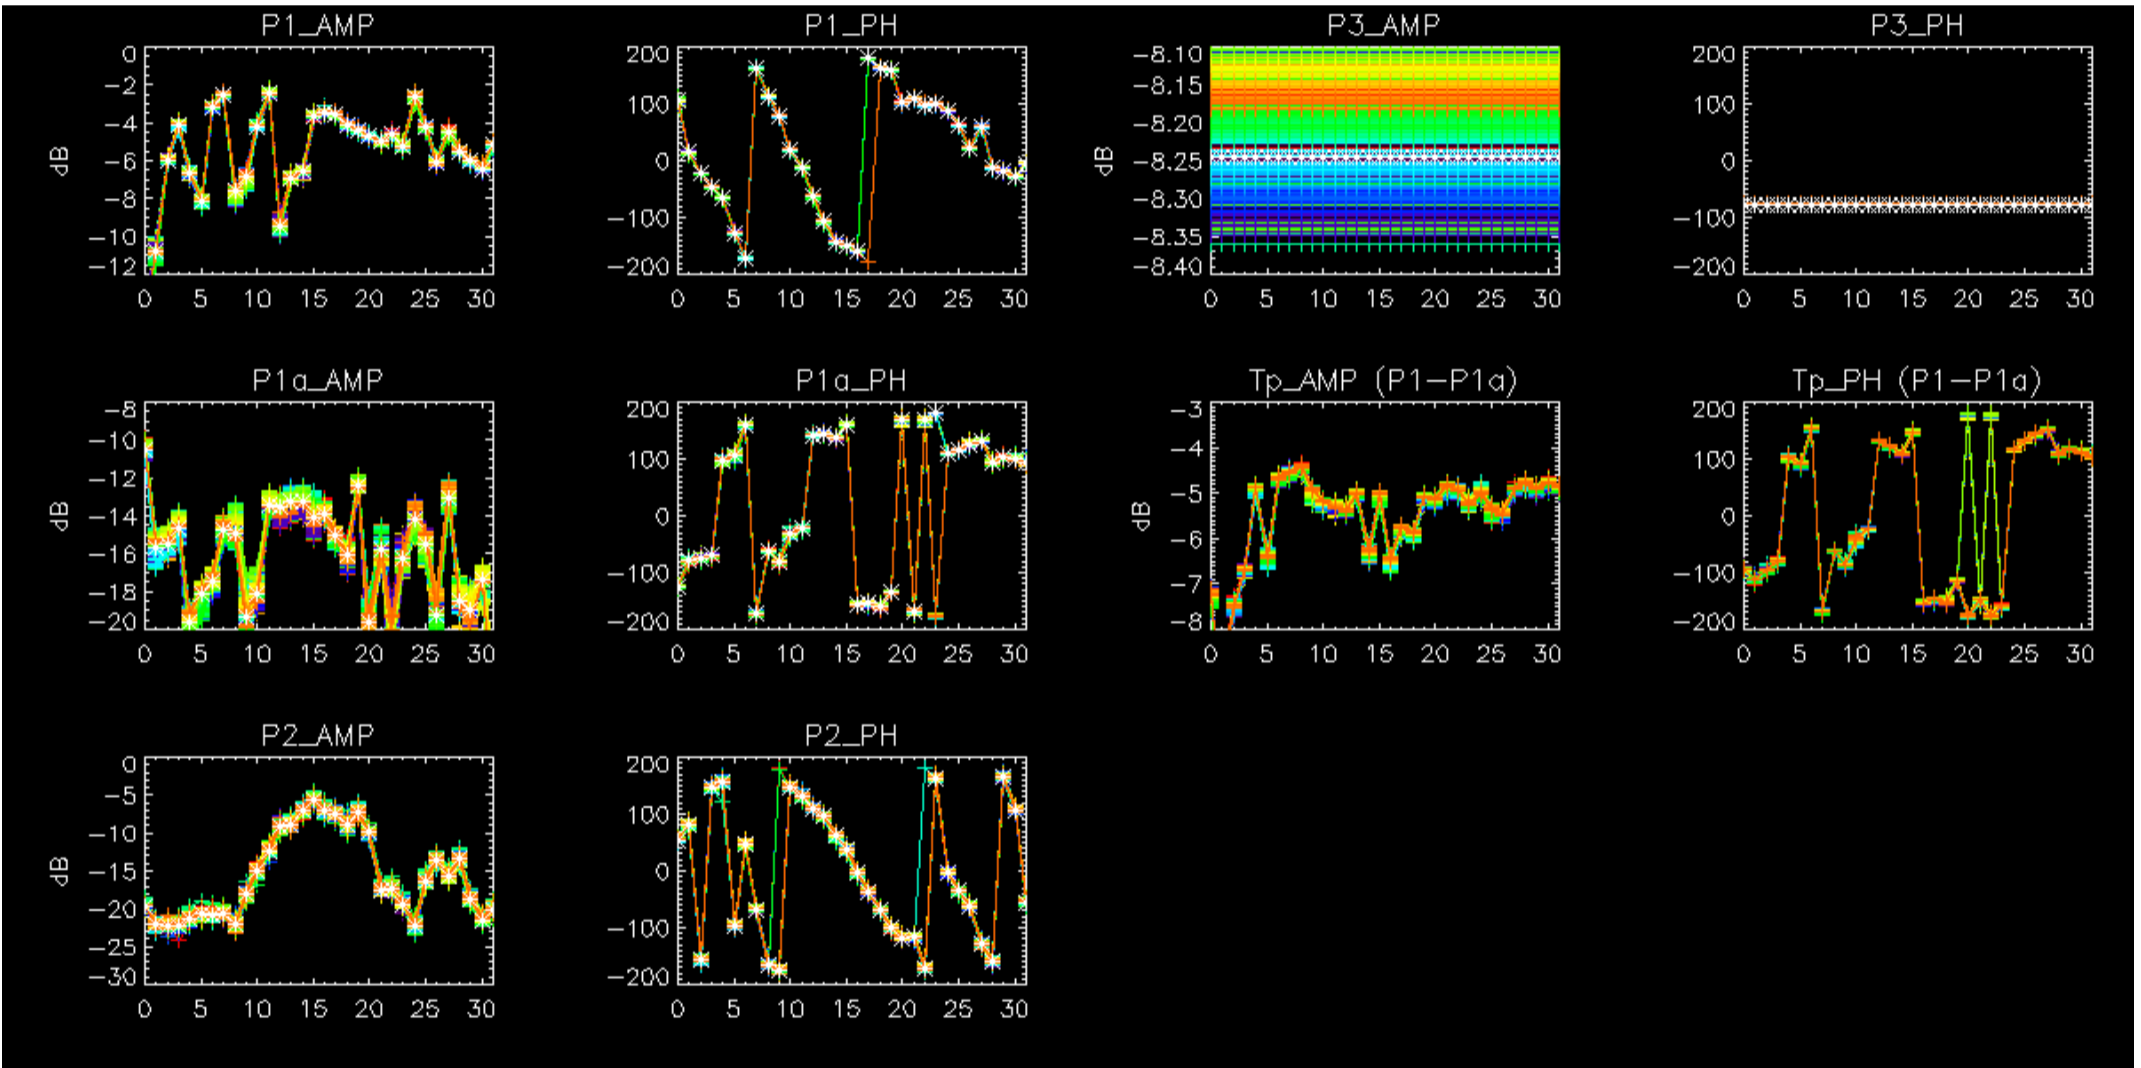 P1_AMP
P1_PH
P3_AMP
P3_PH
0
-2
-4
-6
-8
-10
-12
dB
0 5 10 15 20 25 30
200
100
0
-100
-200
0 5 10 15 20 25 30
-8.10
-8.15
-8.20
-8.25
-8.30
-8.35
-8.40
dB
0 5 10 15 20 25 30
200
100
0
-100
-200
0 5 10 15 20 25 30
P1a_AMP
P1a_PH
Tp_AMP (P1-P1a)
Tp_PH (P1-P1a)
-8
-10
-12
-14
-16
-18
-20
dB
0 5 10 15 20 25 30
200
100
0
-100
-200
0 5 10 15 20 25 30
-3
-4
-5
-6
-7
-8
dB
0 5 10 15 20 25 30
200
100
0
-100
-200
0 5 10 15 20 25 30
P2_AMP
P2_PH
0
-5
-10
-15
-20
-25
-30
dB
0 5 10 15 20 25 30
200
100
0
-100
-200
0 5 10 15 20 25 30